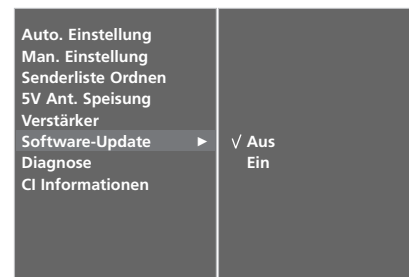 Auto. Einstellung
Man. Einstellung
Senderliste Ordnen
5V Ant. Speisung
Verstärker
Software-Update ► √ Aus
Diagnose Ein
CI Informationen